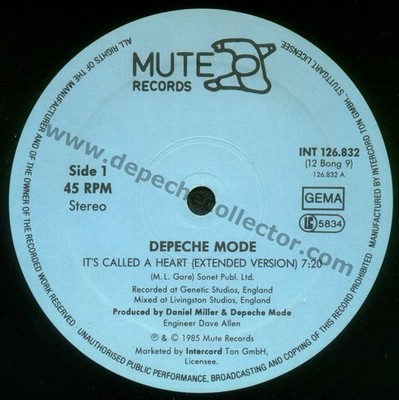 ALL RIGHTS OF THE MANUFACTURER AND OF THE OWNER OF THE RECORDED WORK RESERVED
UNAUTHORISED PUBLIC PERFORMANCE, BROADCASTING AND COPYING OF THIS RECORD PROHIBITED
MANUFACTURED BY INTERCORD TON GMBH., STUTTGART, LICENSEE.
MUTE
RECORDS
www.depechecollector.com
Side 1
45 RPM
Stereo
INT 126.832
(12 Bong 9)
126.832 A
GEMA
LC 5834
DEPECHE MODE
IT'S CALLED A HEART (EXTENDED VERSION) 7:20
(M. L. Gore) Sonet Publ. Ltd.
Recorded at Genetic Studios, England
Mixed at Livingston Studios, England
Produced by Daniel Miller & Depeche Mode
Engineer Dave Allen
℗ & © 1985 Mute Records
Marketed by Intercord Ton GmbH,
Licensee.